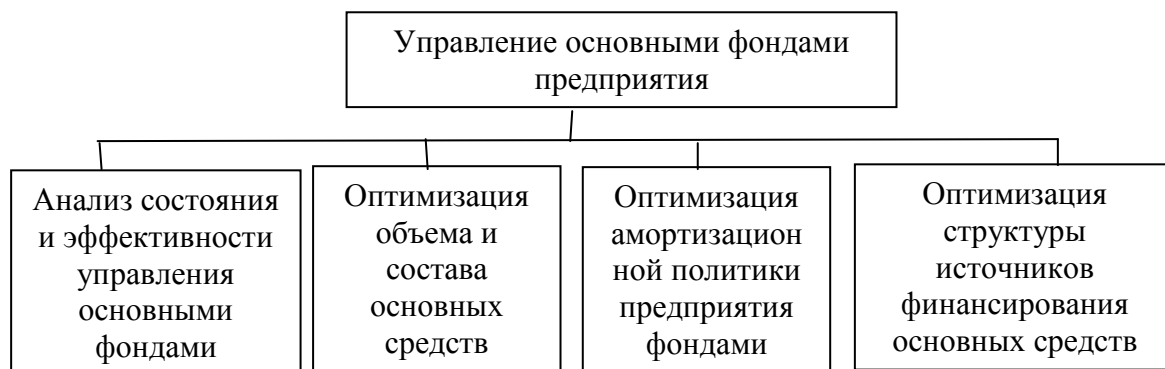 Управление основными фондами
предприятия
Анализ состояния
и эффективности
управления
основными
фондами
Оптимизация
объема и
состава
основных
средств
Оптимизация
амортизацион
ной политики
предприятия
фондами
Оптимизация
структуры
источников
финансирования
основных средств